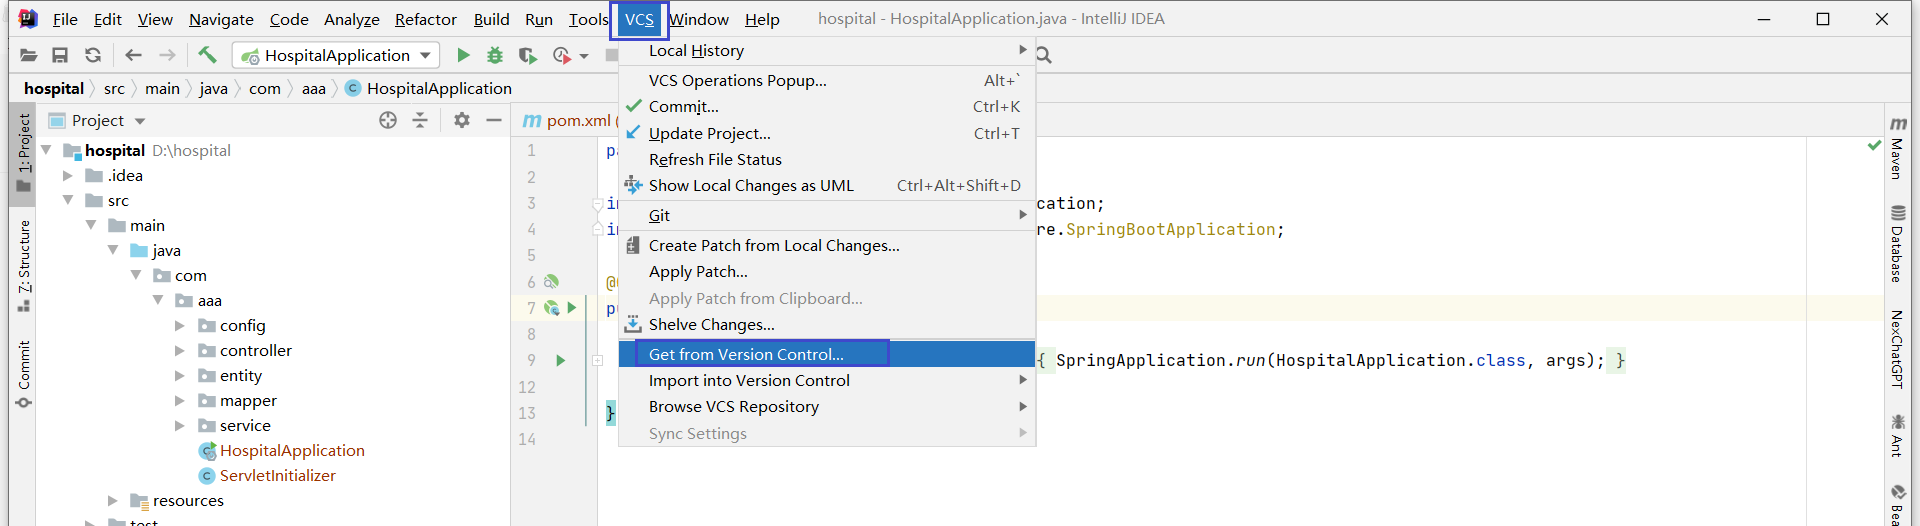 File Edit View Navigate Code Analyze Refactor Build Run Tools VCS Window Help hospital - HospitalApplication.java - IntelliJ IDEA
HospitalApplication
hospital src main java com aaa HospitalApplication
1: Project
Z: Structure
Commit
Project
hospital D:\hospital
.idea
src
main
java
com
aaa
config
controller
entity
mapper
service
HospitalApplication
ServletInitializer
resources
test
Local History
VCS Operations Popup... Alt+`
Commit... Ctrl+K
Update Project... Ctrl+T
Refresh File Status
Show Local Changes as UML Ctrl+Alt+Shift+D
Git
Create Patch from Local Changes...
Apply Patch...
Apply Patch from Clipboard...
Shelve Changes...
Get from Version Control...
Import into Version Control
Browse VCS Repository
Sync Settings
m pom.xml (
1
2
3 cation;
4 re.SpringBootApplication;
5
6
7
8
9 { SpringApplication.run(HospitalApplication.class, args); }
12
13 }
14
m Maven
Database
NexChatGPT
Ant
Bea